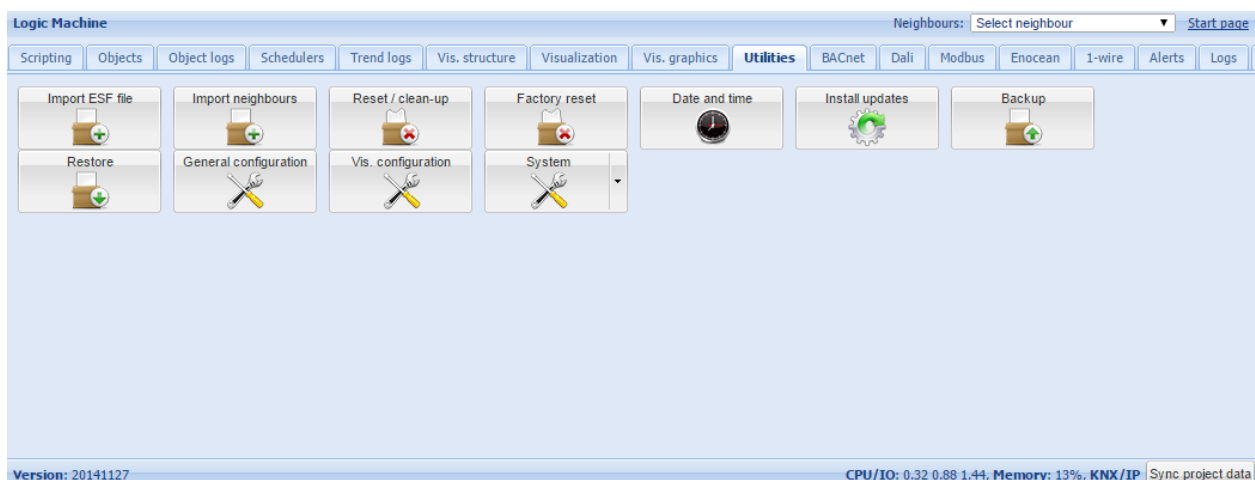 Logic Machine Neighbours: Select neighbour Start page
Scripting Objects Object logs Schedulers Trend logs Vis. structure Visualization Vis. graphics Utilities BACnet Dali Modbus Enocean 1-wire Alerts Logs
Import ESF file Import neighbours Reset / clean-up Factory reset Date and time Install updates Backup
Restore General configuration Vis. configuration System
Version: 20141127 CPU/IO: 0.32 0.88 1.44, Memory: 13%, KNX/IP Sync project data